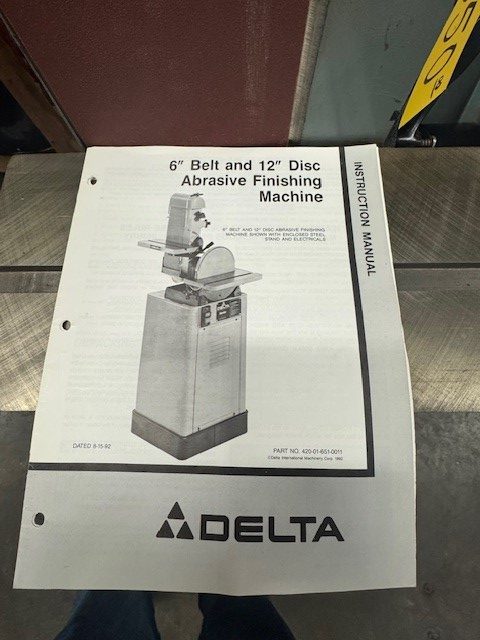 50
6" Belt and 12" Disc
Abrasive Finishing
Machine
6" BELT AND 12" DISC ABRASIVE FINISHING
MACHINE SHOWN WITH ENCLOSED STEEL
STAND AND ELECTRICALS
INSTRUCTION MANUAL
DATED 8-15-92
PART NO. 420-01-651-0011
©Delta International Machinery Corp. 1992
DELTA